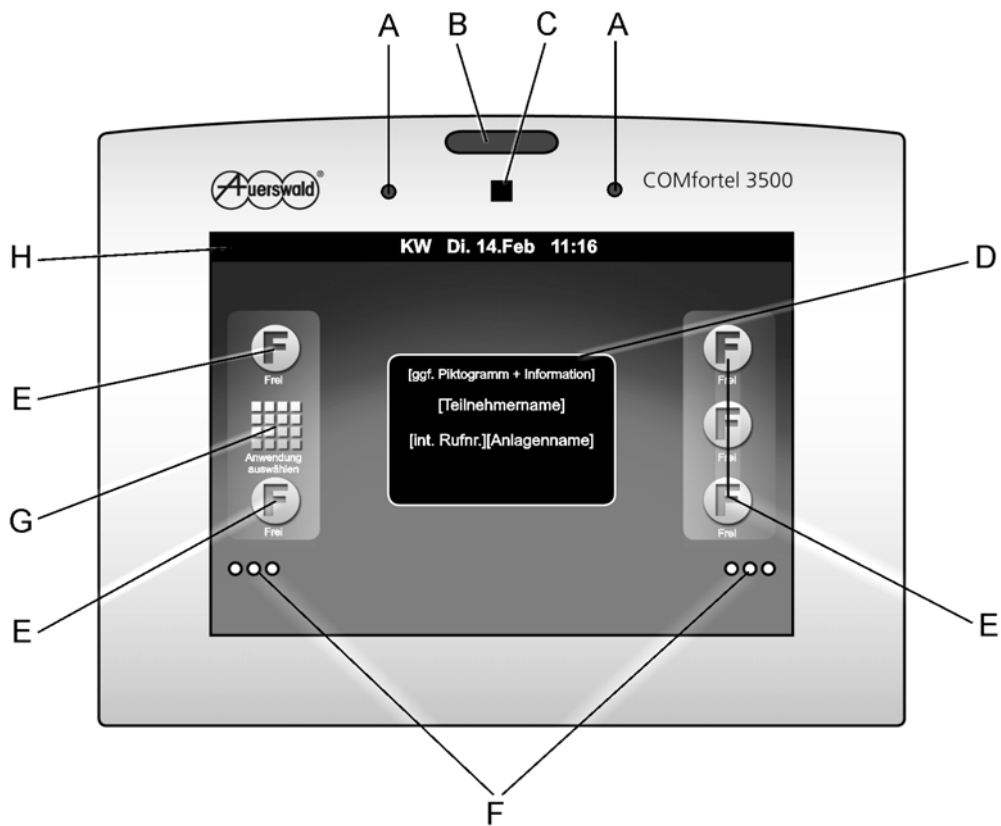 A B C A
Auerswald®
COMfortel 3500
H
KW Di. 14.Feb 11:16
D
[ggf. Piktogramm + Information]
[Teilnehmername]
[int. Rufnr.][Anlagenname]
E
F
Frei
G
Anwendung
auswählen
E
F
Frei
F
Frei
F
Frei
F
Frei
E
F